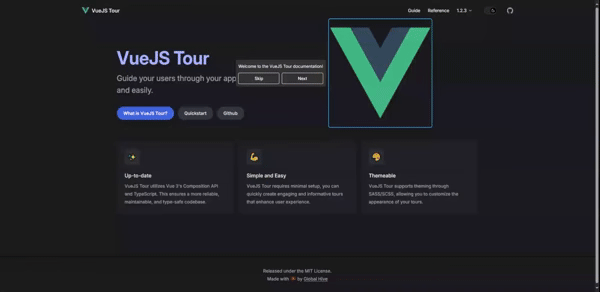 VueJS Tour
Guide
Reference
1.2.3
VueJS Tour
Guide your users through your app
and easily.
Welcome to the VueJS Tour documentation!
Skip
Next
What is VueJS Tour?
Quickstart
Github
Up-to-date
VueJS Tour utilizes Vue 3's Composition API
and TypeScript. This ensures a more reliable,
maintainable, and type-safe codebase.
Simple and Easy
VueJS Tour requires minimal setup, you can
quickly create engaging and informative tours
that enhance user experience.
Themeable
VueJS Tour supports theming through
SASS/SCSS, allowing you to customize the
appearance of your tours.
Released under the MIT License.
Made with by Global Hive